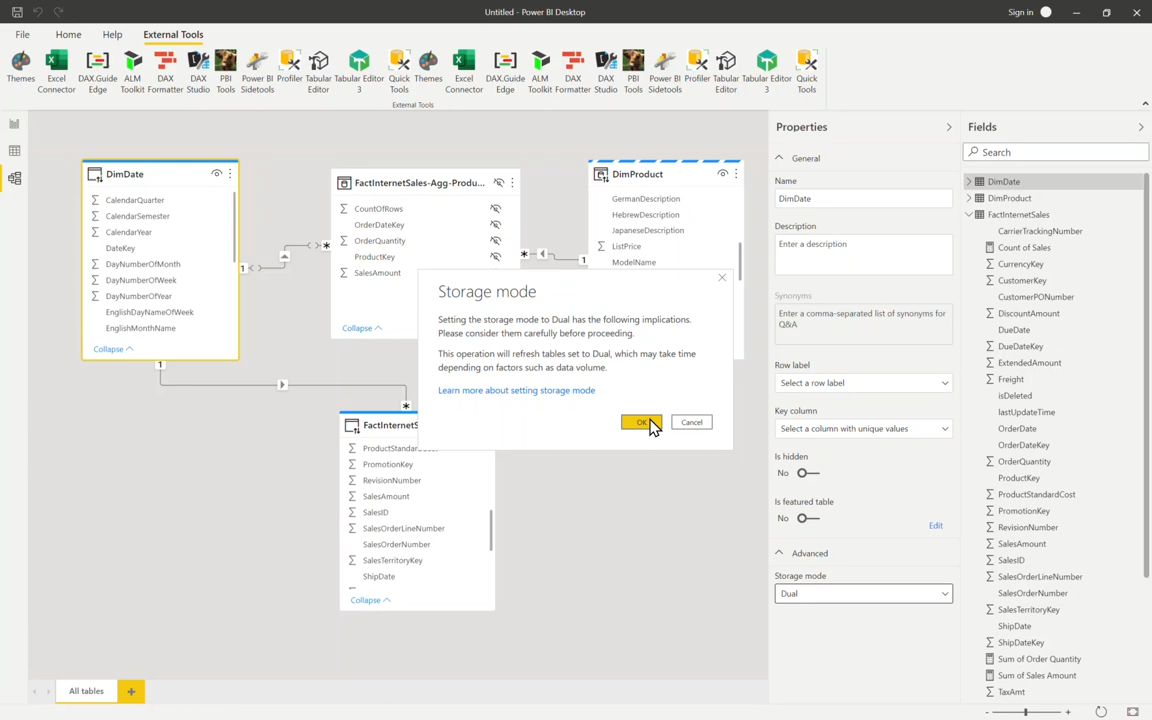 Untitled - Power BI Desktop
Sign in
File
Home
Help
External Tools
Themes
Excel Connector
DAX.Guide Edge
ALM Toolkit
DAX Formatter
DAX Studio
PBI Tools
Power BI Sidetools
Profiler
Tabular Editor
Tabular Editor 3
Quick Tools
Themes
Excel Connector
DAX.Guide Edge
ALM Toolkit
DAX Formatter
DAX Studio
PBI Tools
Power BI Sidetools
Profiler
Tabular Editor
Tabular Editor 3
Quick Tools
External Tools
DimDate
CalendarQuarter
CalendarSemester
CalendarYear
DateKey
DayNumberOfMonth
DayNumberOfWeek
DayNumberOfYear
EnglishDayNameOfWeek
EnglishMonthName
Collapse
1
1
*
FactInternetSales-Agg-Produ...
CountOfRows
OrderDateKey
OrderQuantity
ProductKey
SalesAmount
Collapse
*
1
*
DimProduct
GermanDescription
HebrewDescription
JapaneseDescription
ListPrice
ModelName
Storage mode
Setting the storage mode to Dual has the following implications.
Please consider them carefully before proceeding.
This operation will refresh tables set to Dual, which may take time
depending on factors such as data volume.
Learn more about setting storage mode
OK
Cancel
FactInternetS
ProductStandar
PromotionKey
RevisionNumber
SalesAmount
SalesID
SalesOrderLineNumber
SalesOrderNumber
SalesTerritoryKey
ShipDate
Collapse
Properties
General
Name
DimDate
Description
Enter a description
Synonyms
Enter a comma-separated list of synonyms for
Q&A
Row label
Select a row label
Key column
Select a column with unique values
Is hidden
No
Is featured table
No
Edit
Advanced
Storage mode
Dual
Fields
Search
DimDate
DimProduct
FactInternetSales
CarrierTrackingNumber
Count of Sales
CurrencyKey
CustomerKey
CustomerPONumber
DiscountAmount
DueDate
DueDateKey
ExtendedAmount
Freight
isDeleted
lastUpdateTime
OrderDate
OrderDateKey
OrderQuantity
ProductKey
ProductStandardCost
PromotionKey
RevisionNumber
SalesAmount
SalesID
SalesOrderLineNumber
SalesOrderNumber
SalesTerritoryKey
ShipDate
ShipDateKey
Sum of Order Quantity
Sum of Sales Amount
TaxAmt
All tables